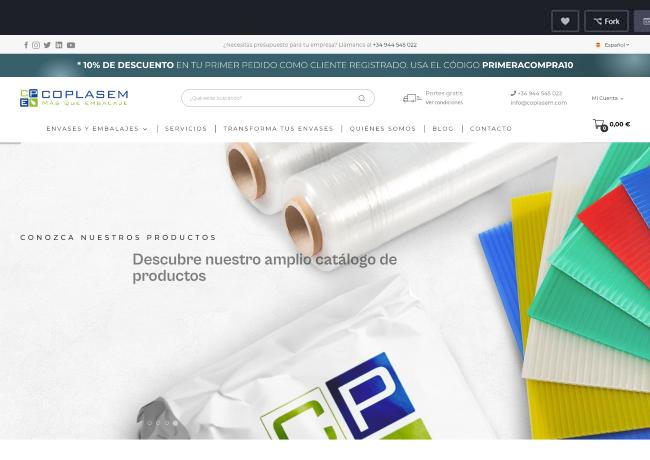 Fork
¿Necesitas presupuesto para tu empresa? Llámanos al +34 944 545 022
Español
* 10% DE DESCUENTO EN TU PRIMER PEDIDO COMO CLIENTE REGISTRADO. USA EL CÓDIGO PRIMERACOMPRA10
CP COPLASEM
MÁS QUE EMBALAJE
¿Qué estás buscando?
Portes gratis
Ver condiciones
+34 944 545 022
info@coplasem.com
Mi Cuenta
ENVASES Y EMBALAJES | SERVICIOS | TRANSFORMA TUS ENVASES | QUIÉNES SOMOS | BLOG | CONTACTO
0
0,00 €
CONOZCA NUESTROS PRODUCTOS
Descubre nuestro amplio catálogo de
productos
CP